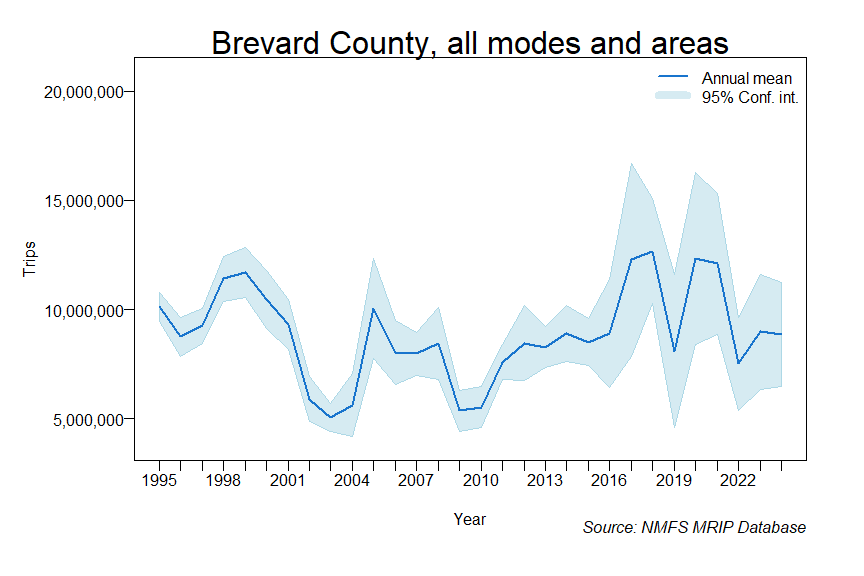 Brevard County, all modes and areas
Annual mean
95% Conf. int.
20,000,000
15,000,000
10,000,000
5,000,000
Trips
1995 1998 2001 2004 2007 2010 2013 2016 2019 2022
Year
Source: NMFS MRIP Database